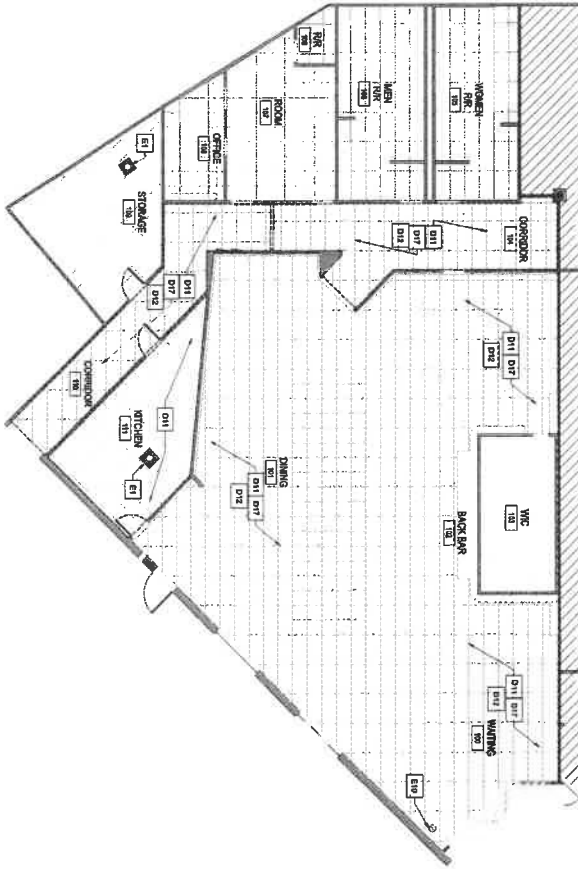 WOMEN
R/R
105
MEN
R/R
106
ROOM
107
R/R
OFFICE
STORAGE
E1
CORRIDOR
104
D11
D17
D12
D11
D17
D12
CORRIDOR
110
KITCHEN
111
D11
E1
D11
D17
D12
DINING
101
D11
D17
D12
WIC
103
BACK BAR
102
D11
D17
D12
WAITING
100
E10